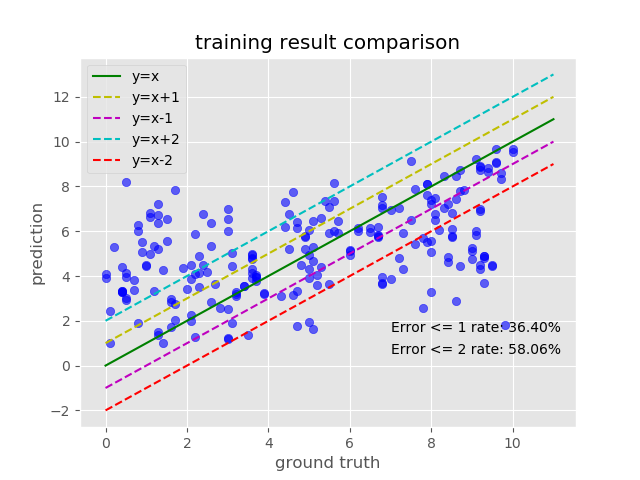 training result comparison
y=x
y=x+1
y=x-1
y=x+2
y=x-2
12
10
8
6
4
2
0
−2
prediction
Error <= 1 rate: 36.40%
Error <= 2 rate: 58.06%
0 2 4 6 8 10
ground truth